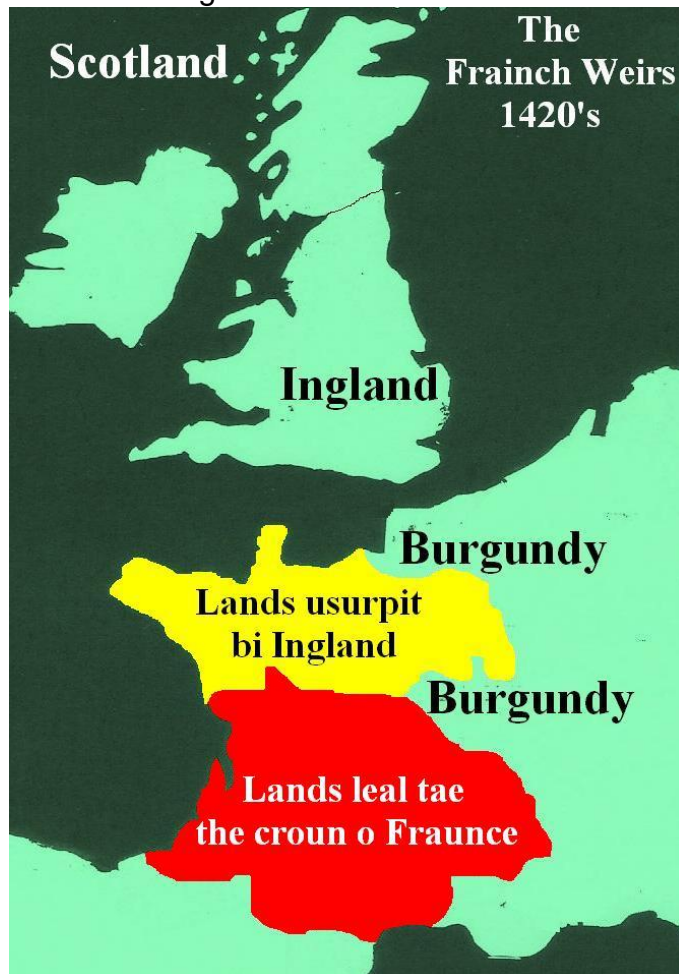 Scotland
The
Frainch Weirs
1420's
Ingland
Burgundy
Lands usurpit
bi Ingland
Burgundy
Lands leal tae
the croun o Fraunce